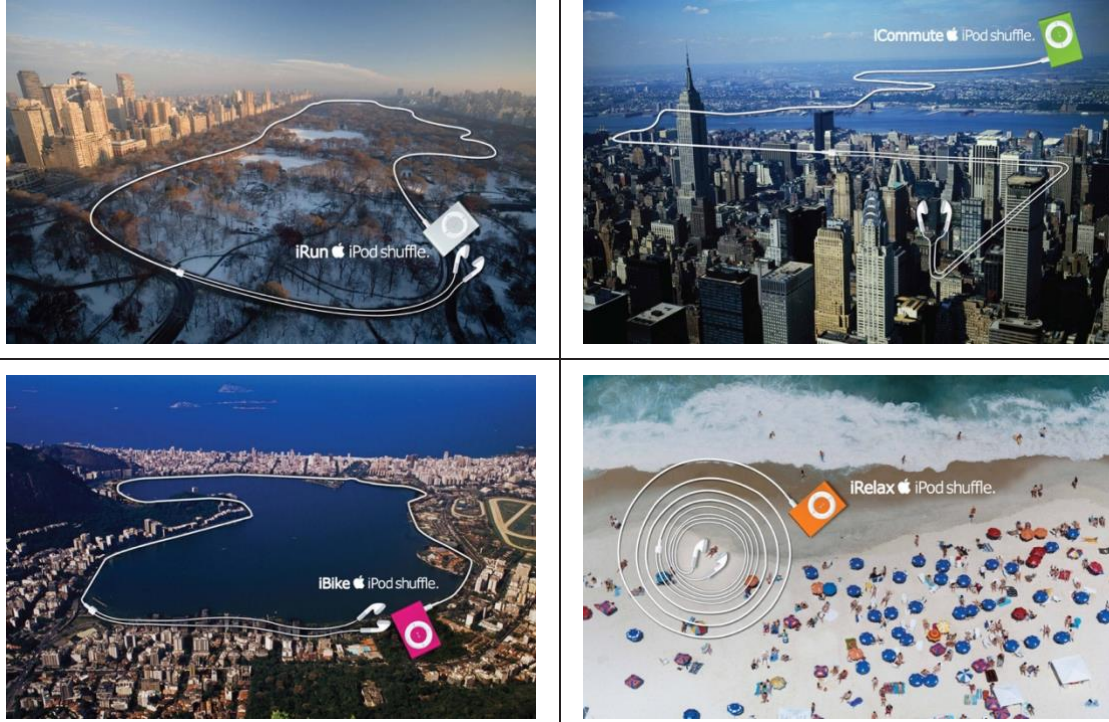 iRun iPod shuffle.
iCommute iPod shuffle.
iBike iPod shuffle.
iRelax iPod shuffle.